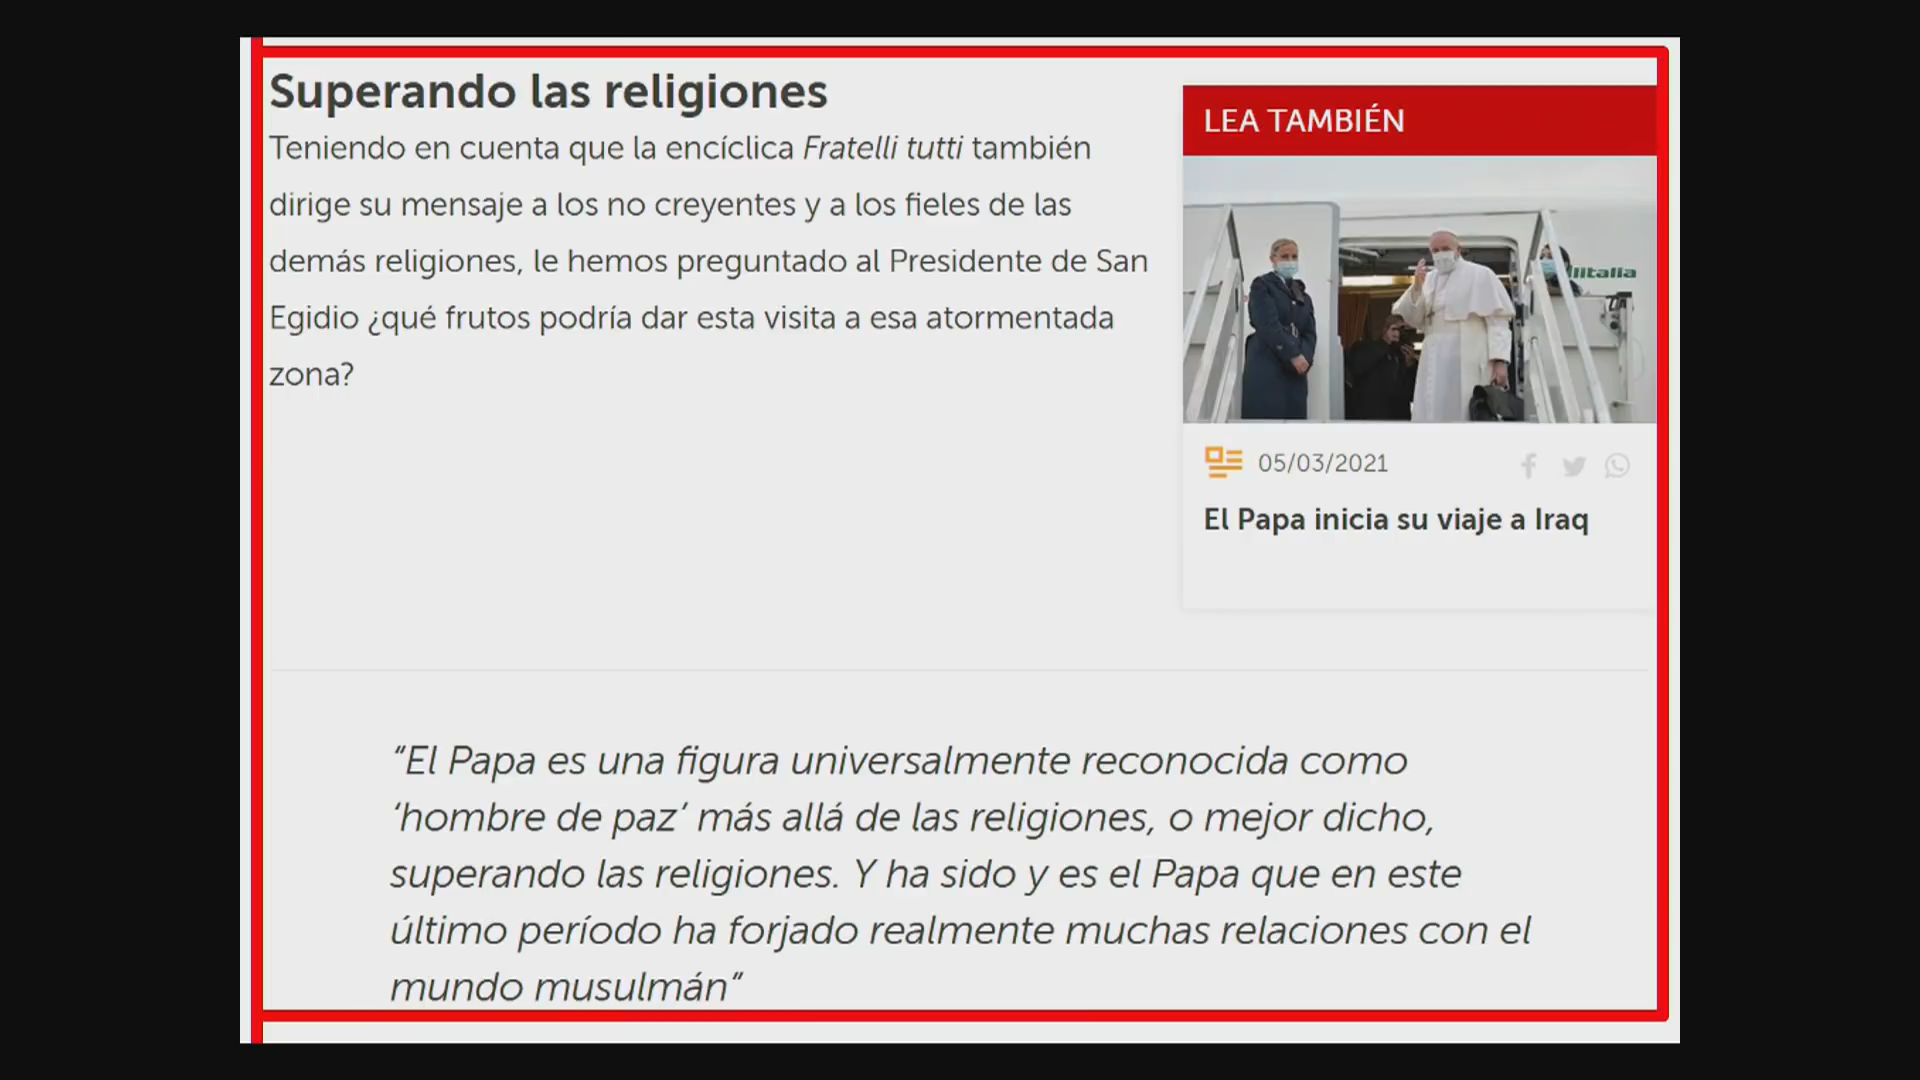 Superando las religiones
Teniendo en cuenta que la encíclica Fratelli tutti también
dirige su mensaje a los no creyentes y a los fieles de las
demás religiones, le hemos preguntado al Presidente de San
Egidio ¿qué frutos podría dar esta visita a esa atormentada
zona?
LEA TAMBIÉN
Alitalia
05/03/2021
El Papa inicia su viaje a Iraq
“El Papa es una figura universalmente reconocida como
‘hombre de paz’ más allá de las religiones, o mejor dicho,
superando las religiones. Y ha sido y es el Papa que en este
último período ha forjado realmente muchas relaciones con el
mundo musulmán”